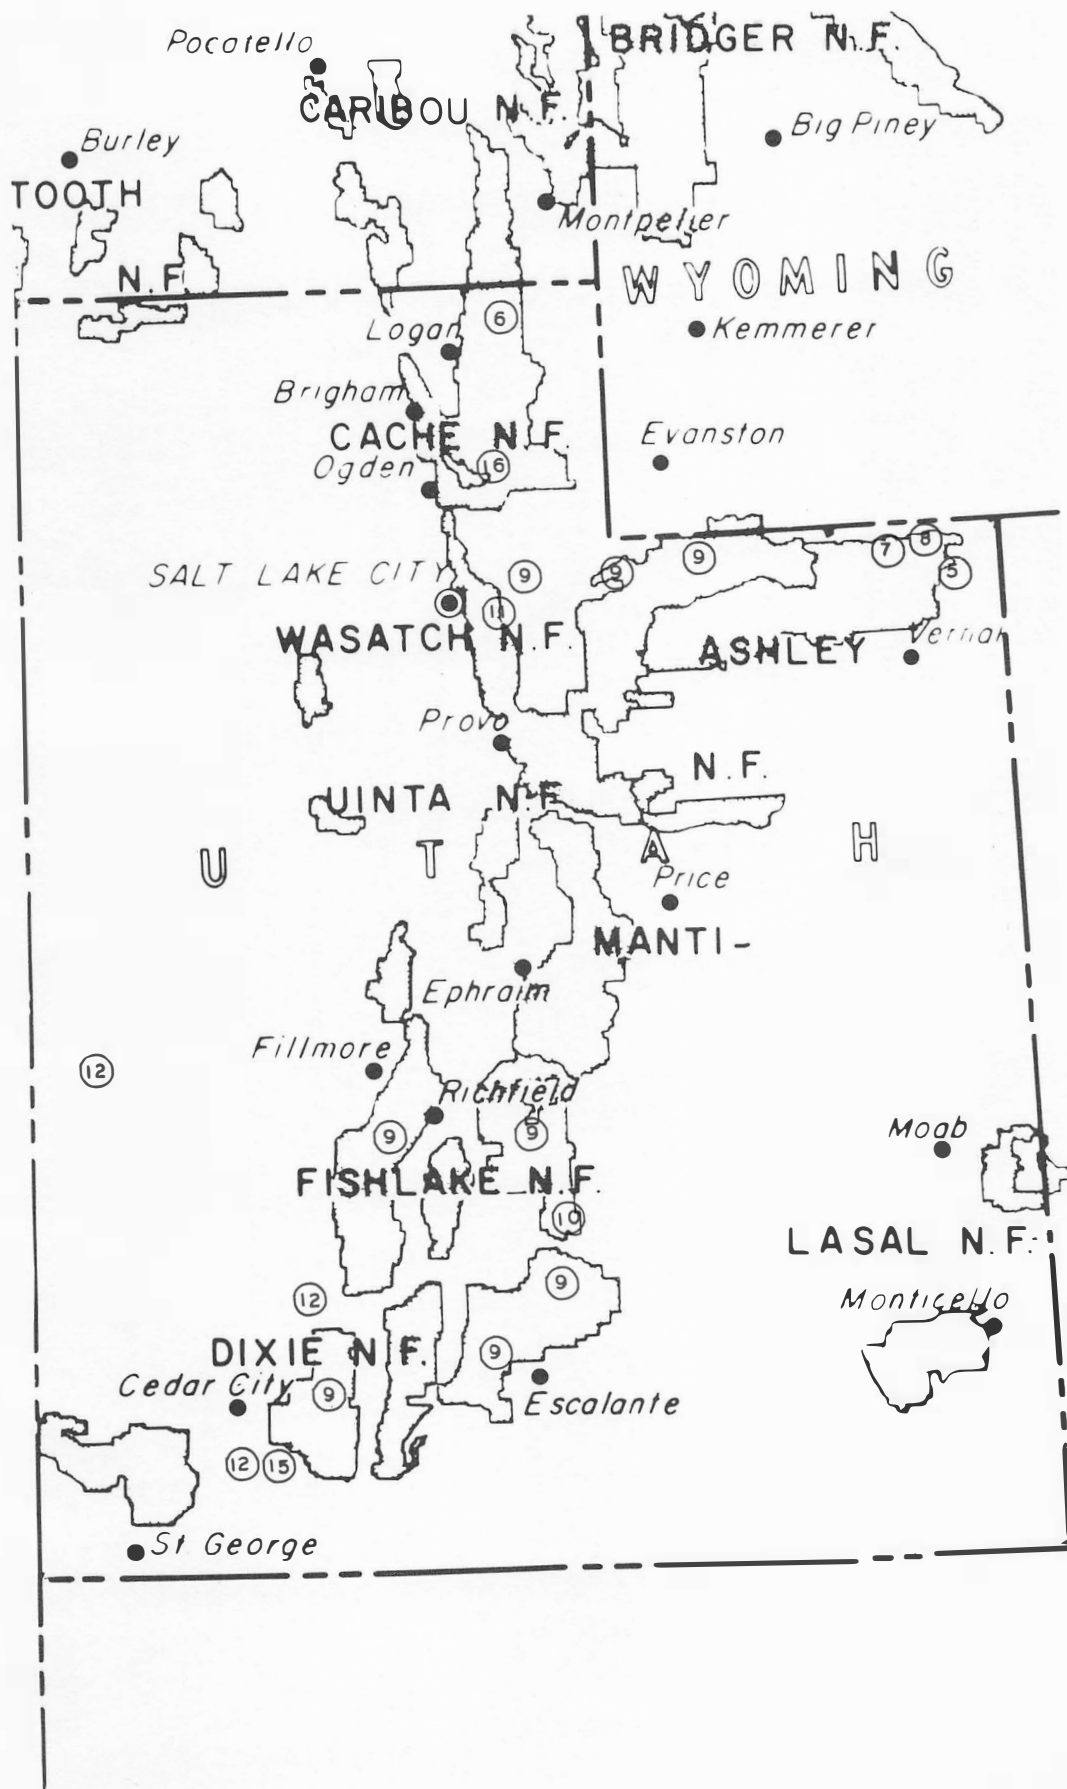 BRIDGER N.F.
Pocatello
CARIBOU N.F.
Big Piney
Burley
TOOTH
Montpelier
N.F.
WYOMING
6
Logan
Kemmerer
Brigham
CACHE N.F.
Evanston
Ogden
16
SALT LAKE CITY
9
9
9
7
8
5
11
WASATCH N.F.
ASHLEY
Vernal
Provo
N.F.
UINTA N.F.
UTAH
Price
MANTI-
Ephraim
Fillmore
12
Richfield
9
9
Moab
FISHLAKE N.F.
10
LASAL N.F.
9
12
Monticello
DIXIE N.F.
9
Cedar City
9
Escalante
12
15
St. George